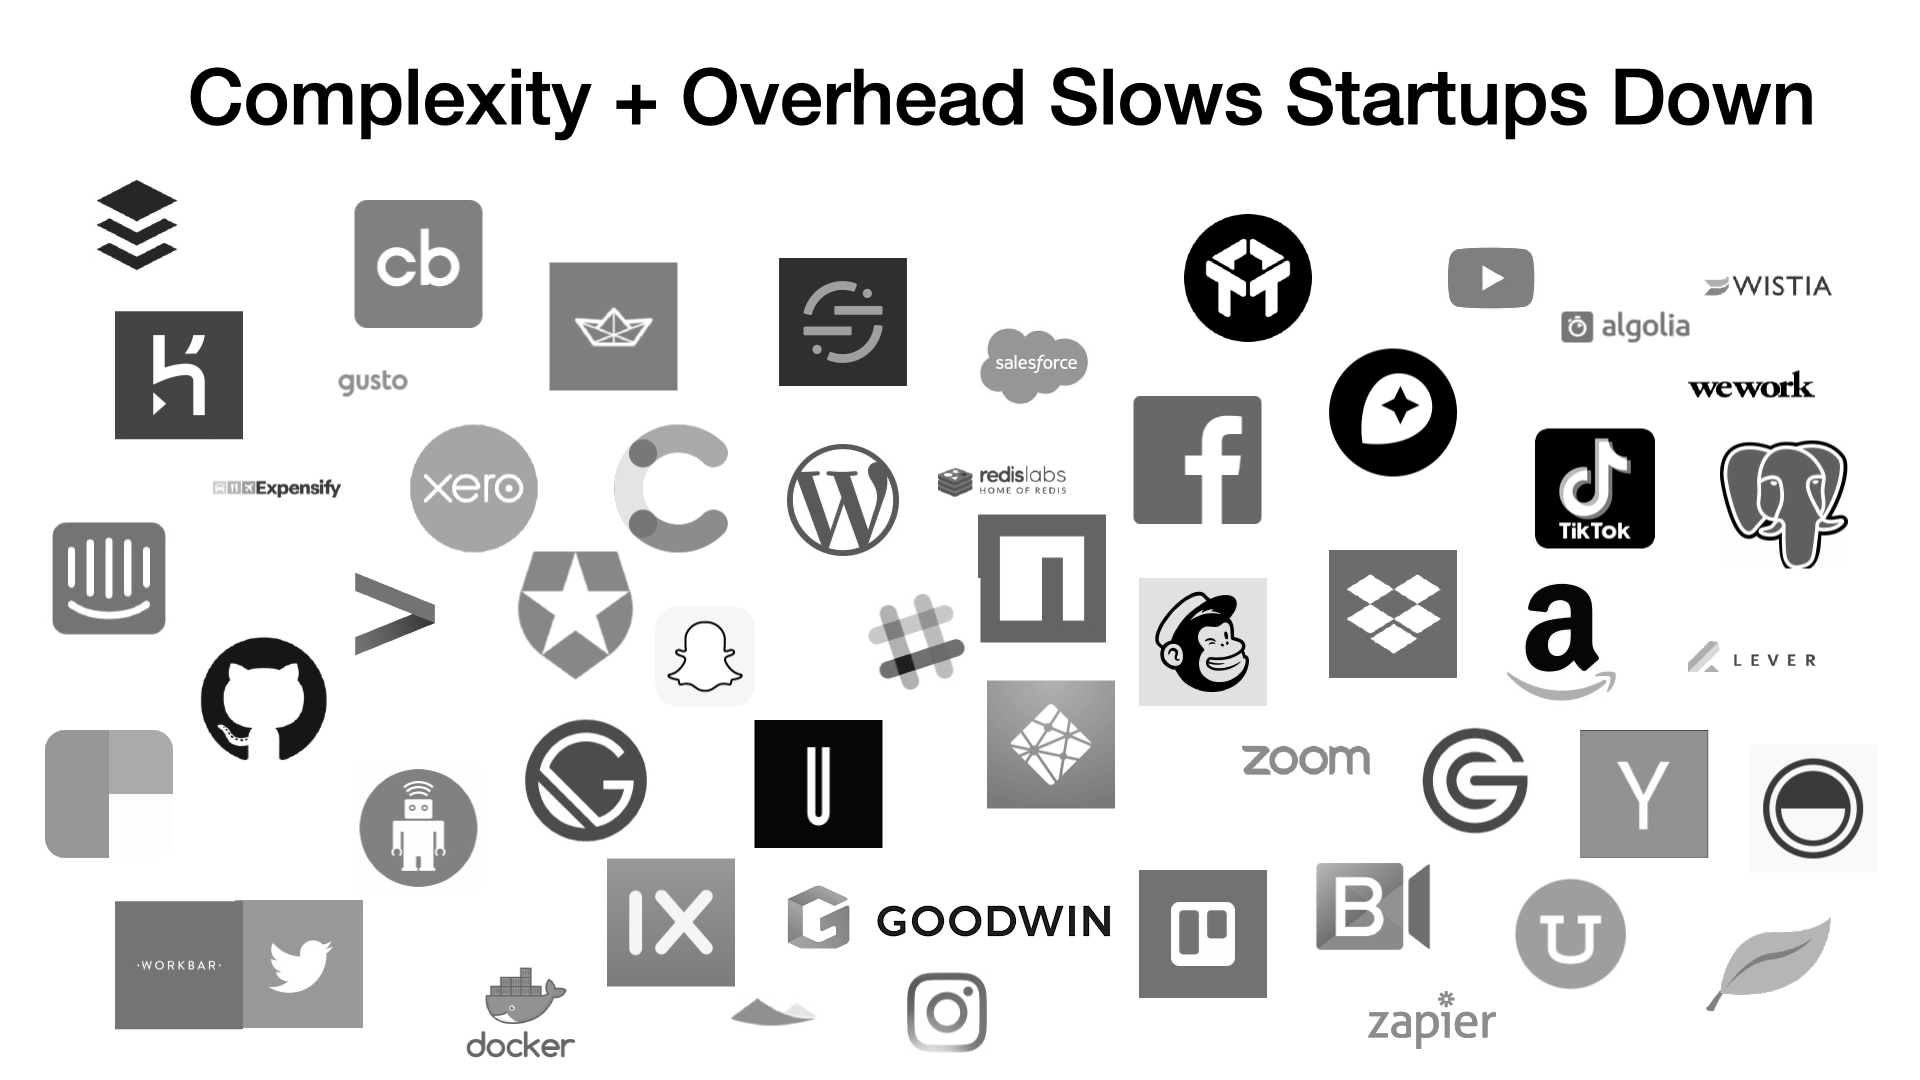 Complexity + Overhead Slows Startups Down
cb
WISTIA
algolia
salesforce
gusto
wework
f
redislabs
HOME OF REDIS
Expensify
xero
W
TikTok
a
LEVER
zoom
G
Y
IX
G GOODWIN
B
U
·WORKBAR·
docker
zapier